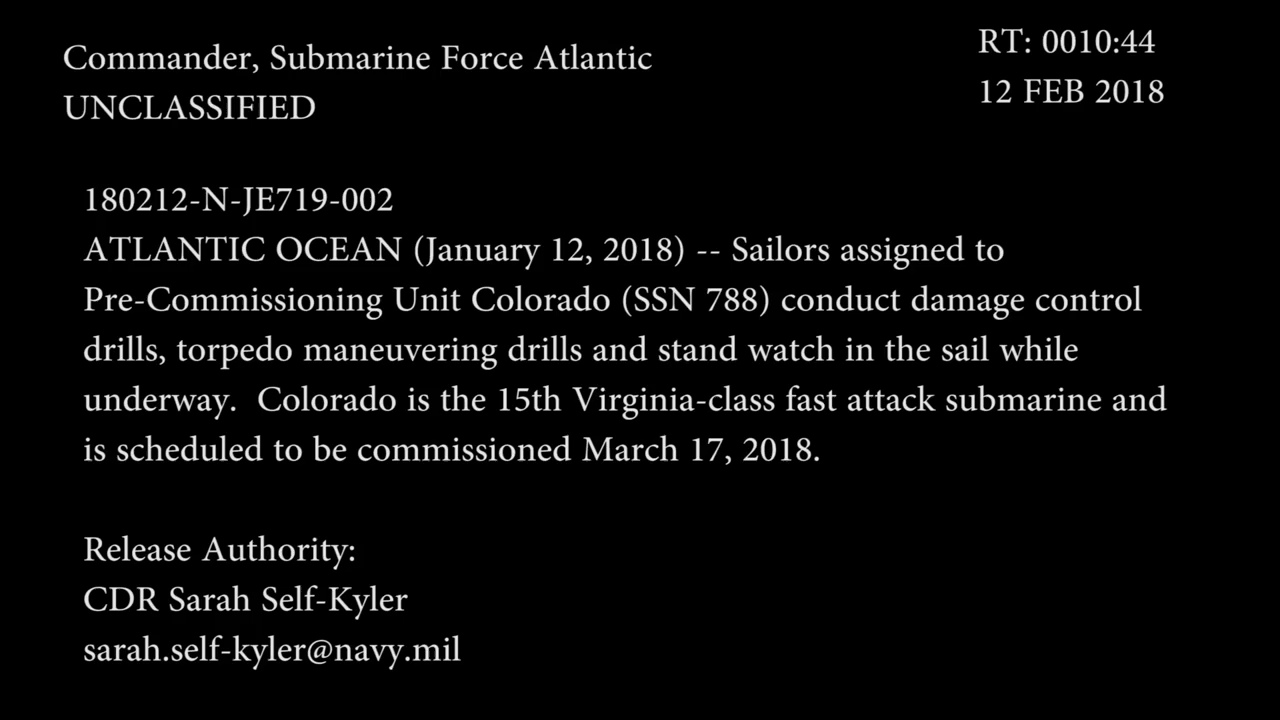 Commander, Submarine Force Atlantic
UNCLASSIFIED
RT: 0010:44
12 FEB 2018
180212-N-JE719-002
ATLANTIC OCEAN (January 12, 2018) -- Sailors assigned to
Pre-Commissioning Unit Colorado (SSN 788) conduct damage control
drills, torpedo maneuvering drills and stand watch in the sail while
underway.  Colorado is the 15th Virginia-class fast attack submarine and
is scheduled to be commissioned March 17, 2018.
Release Authority:
CDR Sarah Self-Kyler
sarah.self-kyler@navy.mil